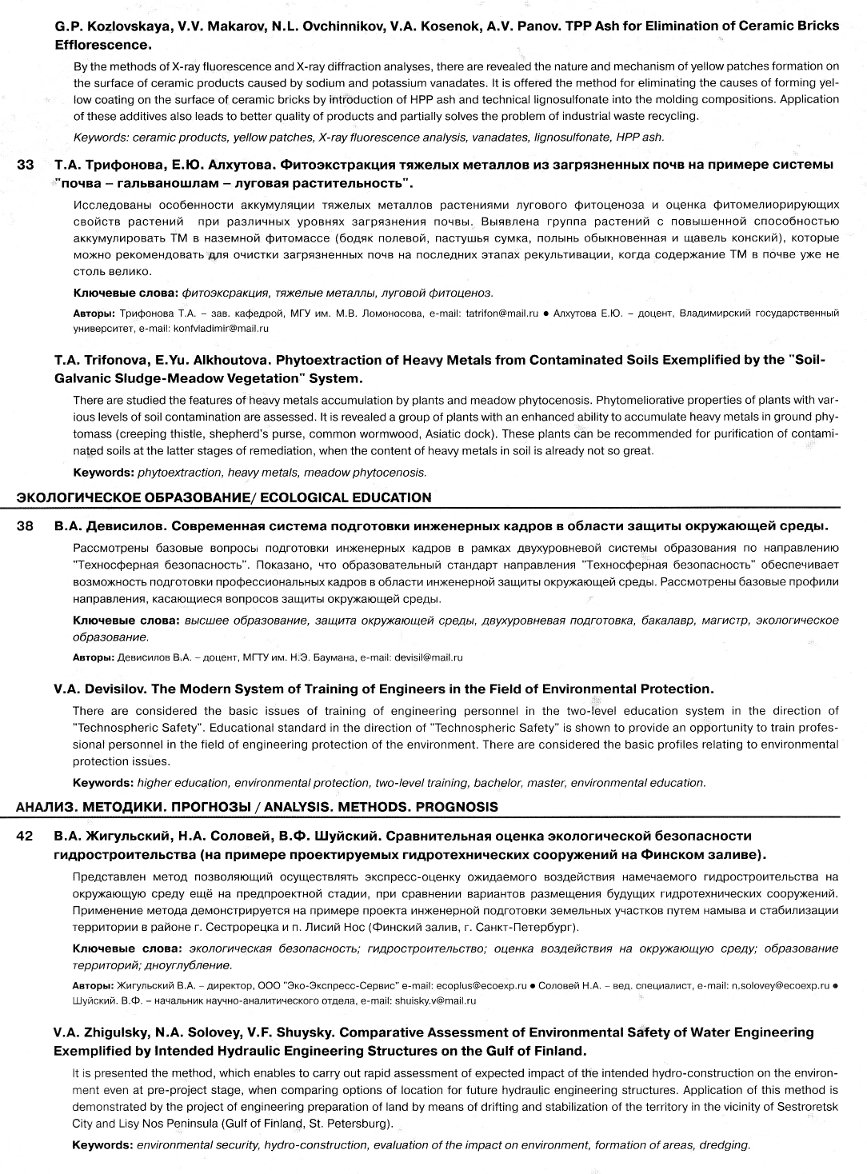 G.P. Kozlovskaya, V.V. Makarov, N.L. Ovchinnikov, V.A. Kosenok, A.V. Panov. TPP Ash for Elimination of Ceramic Bricks
Efflorescence.
By the methods of X-ray fluorescence and X-ray diffraction analyses, there are revealed the nature and mechanism of yellow patches formation on
the surface of ceramic products caused by sodium and potassium vanadates. It is offered the method for eliminating the causes of forming yel-
low coating on the surface of ceramic bricks by introduction of HPP ash and technical lignosulfonate into the molding compositions. Application
of these additives also leads to better quality of products and partially solves the problem of industrial waste recycling.
Keywords: ceramic products, yellow patches, X-ray fluorescence analysis, vanadates, lignosulfonate, HPP ash.
33 Т.А. Трифонова, Е.Ю. Алхутова. Фитоэкстракция тяжелых металлов из загрязненных почв на примере системы
"почва – гальваношлам – луговая растительность".
Исследованы особенности аккумуляции тяжелых металлов растениями лугового фитоценоза и оценка фитомелиорирующих
свойств растений при различных уровнях загрязнения почвы. Выявлена группа растений с повышенной способностью
аккумулировать ТМ в наземной фитомассе (бодяк полевой, пастушья сумка, полынь обыкновенная и щавель конский), которые
можно рекомендовать для очистки загрязненных почв на последних этапах рекультивации, когда содержание ТМ в почве уже не
столь велико.
Ключевые слова: фитоэксракция, тяжелые металлы, луговой фитоценоз.
Авторы: Трифонова Т.А. – зав. кафедрой, МГУ им. М.В. Ломоносова, e-mail: tatrifon@mail.ru ● Алхутова Е.Ю. – доцент, Владимирский государственный
университет, e-mail: konfvladimir@mail.ru
T.A. Trifonova, E.Yu. Alkhoutova. Phytoextraction of Heavy Metals from Contaminated Soils Exemplified by the "Soil-
Galvanic Sludge-Meadow Vegetation" System.
There are studied the features of heavy metals accumulation by plants and meadow phytocenosis. Phytomeliorative properties of plants with var-
ious levels of soil contamination are assessed. It is revealed a group of plants with an enhanced ability to accumulate heavy metals in ground phy-
tomass (creeping thistle, shepherd's purse, common wormwood, Asiatic dock). These plants can be recommended for purification of contami-
nated soils at the latter stages of remediation, when the content of heavy metals in soil is already not so great.
Keywords: phytoextraction, heavy metals, meadow phytocenosis.
ЭКОЛОГИЧЕСКОЕ ОБРАЗОВАНИЕ/ ECOLOGICAL EDUCATION
38 В.А. Девисилов. Современная система подготовки инженерных кадров в области защиты окружающей среды.
Рассмотрены базовые вопросы подготовки инженерных кадров в рамках двухуровневой системы образования по направлению
"Техносферная безопасность". Показано, что образовательный стандарт направления "Техносферная безопасность" обеспечивает
возможность подготовки профессиональных кадров в области инженерной защиты окружающей среды. Рассмотрены базовые профили
направления, касающиеся вопросов защиты окружающей среды.
Ключевые слова: высшее образование, защита окружающей среды, двухуровневая подготовка, бакалавр, магистр, экологическое
образование.
Авторы: Девисилов В.А. – доцент, МГТУ им. Н.Э. Баумана, e-mail: devisil@mail.ru
V.A. Devisilov. The Modern System of Training of Engineers in the Field of Environmental Protection.
There are considered the basic issues of training of engineering personnel in the two-level education system in the direction of
"Technospheric Safety". Educational standard in the direction of "Technospheric Safety" is shown to provide an opportunity to train profes-
sional personnel in the field of engineering protection of the environment. There are considered the basic profiles relating to environmental
protection issues.
Keywords: higher education, environmental protection, two-level training, bachelor, master, environmental education.
АНАЛИЗ. МЕТОДИКИ. ПРОГНОЗЫ / ANALYSIS. METHODS. PROGNOSIS
42 В.А. Жигульский, Н.А. Соловей, В.Ф. Шуйский. Сравнительная оценка экологической безопасности
гидростроительства (на примере проектируемых гидротехнических сооружений на Финском заливе).
Представлен метод позволяющий осуществлять экспресс-оценку ожидаемого воздействия намечаемого гидростроительства на
окружающую среду ещё на предпроектной стадии, при сравнении вариантов размещения будущих гидротехнических сооружений.
Применение метода демонстрируется на примере проекта инженерной подготовки земельных участков путем намыва и стабилизации
территории в районе г. Сестрорецка и п. Лисий Нос (Финский залив, г. Санкт-Петербург).
Ключевые слова: экологическая безопасность; гидростроительство; оценка воздействия на окружающую среду; образование
территорий; дноуглубление.
Авторы: Жигульский В.А. – директор, ООО "Эко-Экспресс-Сервис" e-mail: ecoplus@ecoexp.ru ● Соловей Н.А. – вед. специалист, e-mail: n.solovey@ecoexp.ru ●
Шуйский. В.Ф. – начальник научно-аналитического отдела, e-mail: shuisky.v@mail.ru
V.A. Zhigulsky, N.A. Solovey, V.F. Shuysky. Comparative Assessment of Environmental Safety of Water Engineering
Exemplified by Intended Hydraulic Engineering Structures on the Gulf of Finland.
It is presented the method, which enables to carry out rapid assessment of expected impact of the intended hydro-construction on the environ-
ment even at pre-project stage, when comparing options of location for future hydraulic engineering structures. Application of this method is
demonstrated by the project of engineering preparation of land by means of drifting and stabilization of the territory in the vicinity of Sestroretsk
City and Lisy Nos Peninsula (Gulf of Finland, St. Petersburg).
Keywords: environmental security, hydro-construction, evaluation of the impact on environment, formation of areas, dredging.